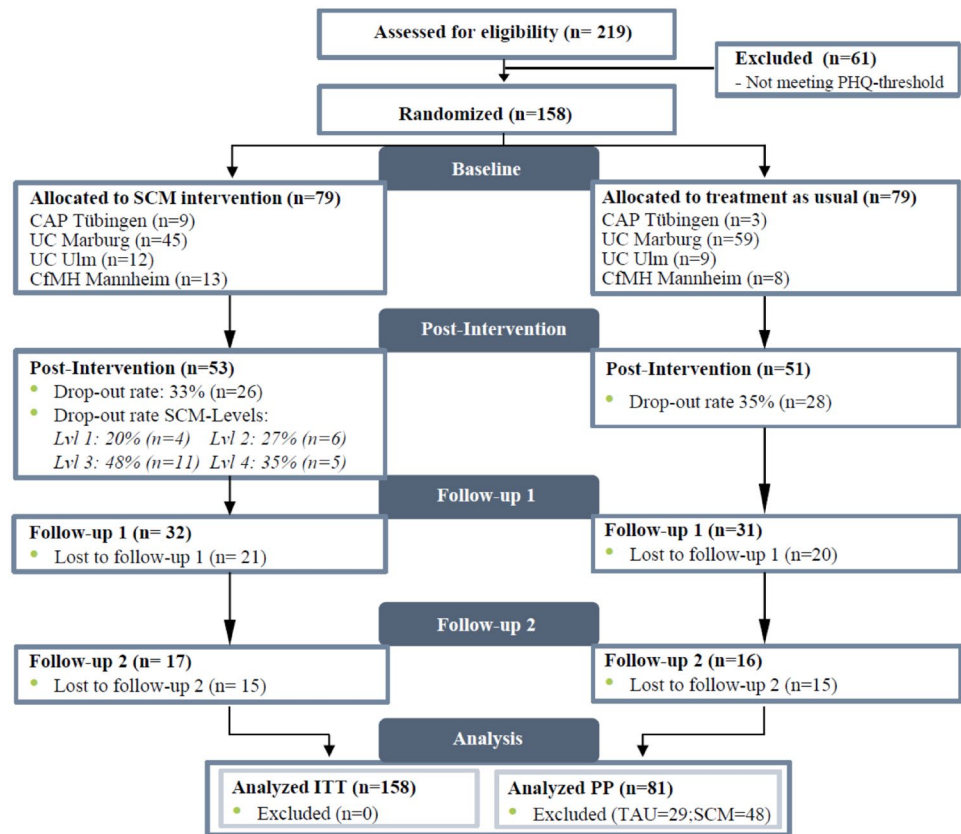 Assessed for eligibility (n= 219)
Excluded (n=61)
- Not meeting PHQ-threshold
Randomized (n=158)
Baseline
Allocated to SCM intervention (n=79)
CAP Tübingen (n=9)
UC Marburg (n=45)
UC Ulm (n=12)
CfMH Mannheim (n=13)
Allocated to treatment as usual (n=79)
CAP Tübingen (n=3)
UC Marburg (n=59)
UC Ulm (n=9)
CfMH Mannheim (n=8)
Post-Intervention
Post-Intervention (n=53)
• Drop-out rate: 33% (n=26)
• Drop-out rate SCM-Levels:
Lvl 1: 20% (n=4) Lvl 2: 27% (n=6)
Lvl 3: 48% (n=11) Lvl 4: 35% (n=5)
Post-Intervention (n=51)
• Drop-out rate 35% (n=28)
Follow-up 1
Follow-up 1 (n= 32)
• Lost to follow-up 1 (n= 21)
Follow-up 1 (n=31)
• Lost to follow-up 1 (n=20)
Follow-up 2
Follow-up 2 (n= 17)
• Lost to follow-up 2 (n= 15)
Follow-up 2 (n=16)
• Lost to follow-up 2 (n=15)
Analysis
Analyzed ITT (n=158)
• Excluded (n=0)
Analyzed PP (n=81)
• Excluded (TAU=29;SCM=48)